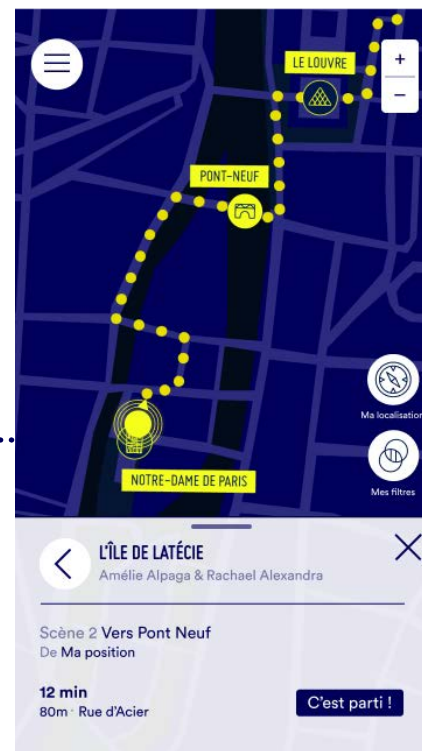 LE LOUVRE
+
−
PONT-NEUF
Ma localisation
Mes filtres
NOTRE-DAME DE PARIS
L'ÎLE DE LATÉCIE
Amélie Alpaga & Rachael Alexandra
Scène 2 Vers Pont Neuf
De Ma position
12 min
80m · Rue d'Acier
C'est parti !